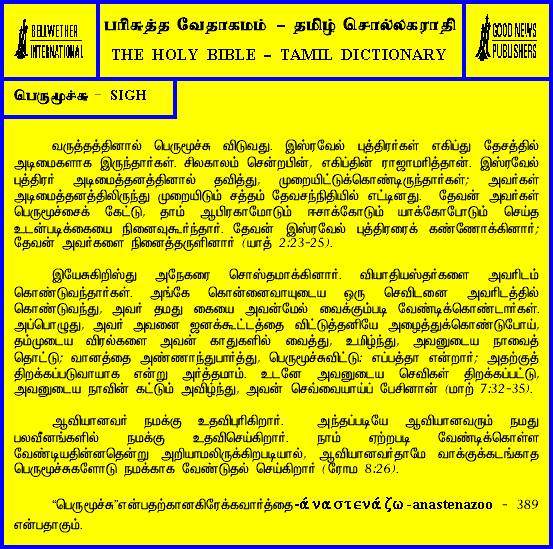 BELLWETHER
INTERNATIONAL
பரிசுத்த வேதாகமம் – தமிழ் சொல்லகராதி
THE HOLY BIBLE – TAMIL DICTIONARY
GOOD NEWS
PUBLISHERS
பெருமூச்சு – SIGH
வருத்தத்தினால் பெருமூச்சு விடுவது. இஸ்ரவேல் புத்திரர்கள் எகிப்து தேசத்தில்
அடிமைகளாக இருந்தார்கள். சிலகாலம் சென்றபின், எகிப்தின் ராஜாமரித்தான். இஸ்ரவேல்
புத்திரர் அடிமைத்தனத்தினால் தவித்து, முறையிட்டுக்கொண்டிருந்தார்கள்; அவர்கள்
அடிமைத்தனத்திலிருந்து முறையிடும் சத்தம் தேவசந்நிதியில் எட்டினது. தேவன் அவர்கள்
பெருமூச்சைக் கேட்டு, தாம் ஆபிரகாமோடும் ஈசாக்கோடும் யாக்கோபோடும் செய்த
உடன்படிக்கையை நினைவுகூர்ந்தார். தேவன் இஸ்ரவேல் புத்திரரைக் கண்ணோக்கினார்;
தேவன் அவர்களை நினைத்தருளினார் (யாத் 2:23-25).
இயேசுகிறிஸ்து அநேகரை சொஸ்தமாக்கினார். வியாதியஸ்தர்களை அவரிடம்
கொண்டுவந்தார்கள். அங்கே கொன்னைவாயுடைய ஒரு செவிடனை அவரிடத்தில்
கொண்டுவந்து, அவர் தமது கையை அவன்மேல் வைக்கும்படி வேண்டிக்கொண்டார்கள்.
அப்பொழுது, அவர் அவனை ஜனக்கூட்டத்தை விட்டுத்தனியே அழைத்துக்கொண்டுபோய்,
தம்முடைய விரல்களை அவன் காதுகளில் வைத்து, உமிழ்ந்து, அவனுடைய நாவைத்
தொட்டு; வானத்தை அண்ணாந்துபார்த்து, பெருமூச்சுவிட்டு: எப்பத்தா என்றார்; அதற்குத்
திறக்கப்படுவாயாக என்று அர்த்தமாம். உடனே அவனுடைய செவிகள் திறக்கப்பட்டு,
அவனுடைய நாவின் கட்டும் அவிழ்ந்து, அவன் செவ்வையாய்ப் பேசினான் (மாற் 7:32-35).
ஆவியானவர் நமக்கு உதவிபுரிகிறார். அந்தப்படியே ஆவியானவரும் நமது
பலவீனங்களில் நமக்கு உதவிசெய்கிறார். நாம் ஏற்றபடி வேண்டிக்கொள்ள
வேண்டியதின்னதென்று அறியாமலிருக்கிறபடியால், ஆவியானவர்தாமே வாக்குக்கடங்காத
பெருமூச்சுகளோடு நமக்காக வேண்டுதல் செய்கிறார் (ரோம 8:26).
“பெருமூச்சு”என்பதற்கானகிரேக்கவார்த்தை-άναστενάζω-anastenazoo – 389
என்பதாகும்.